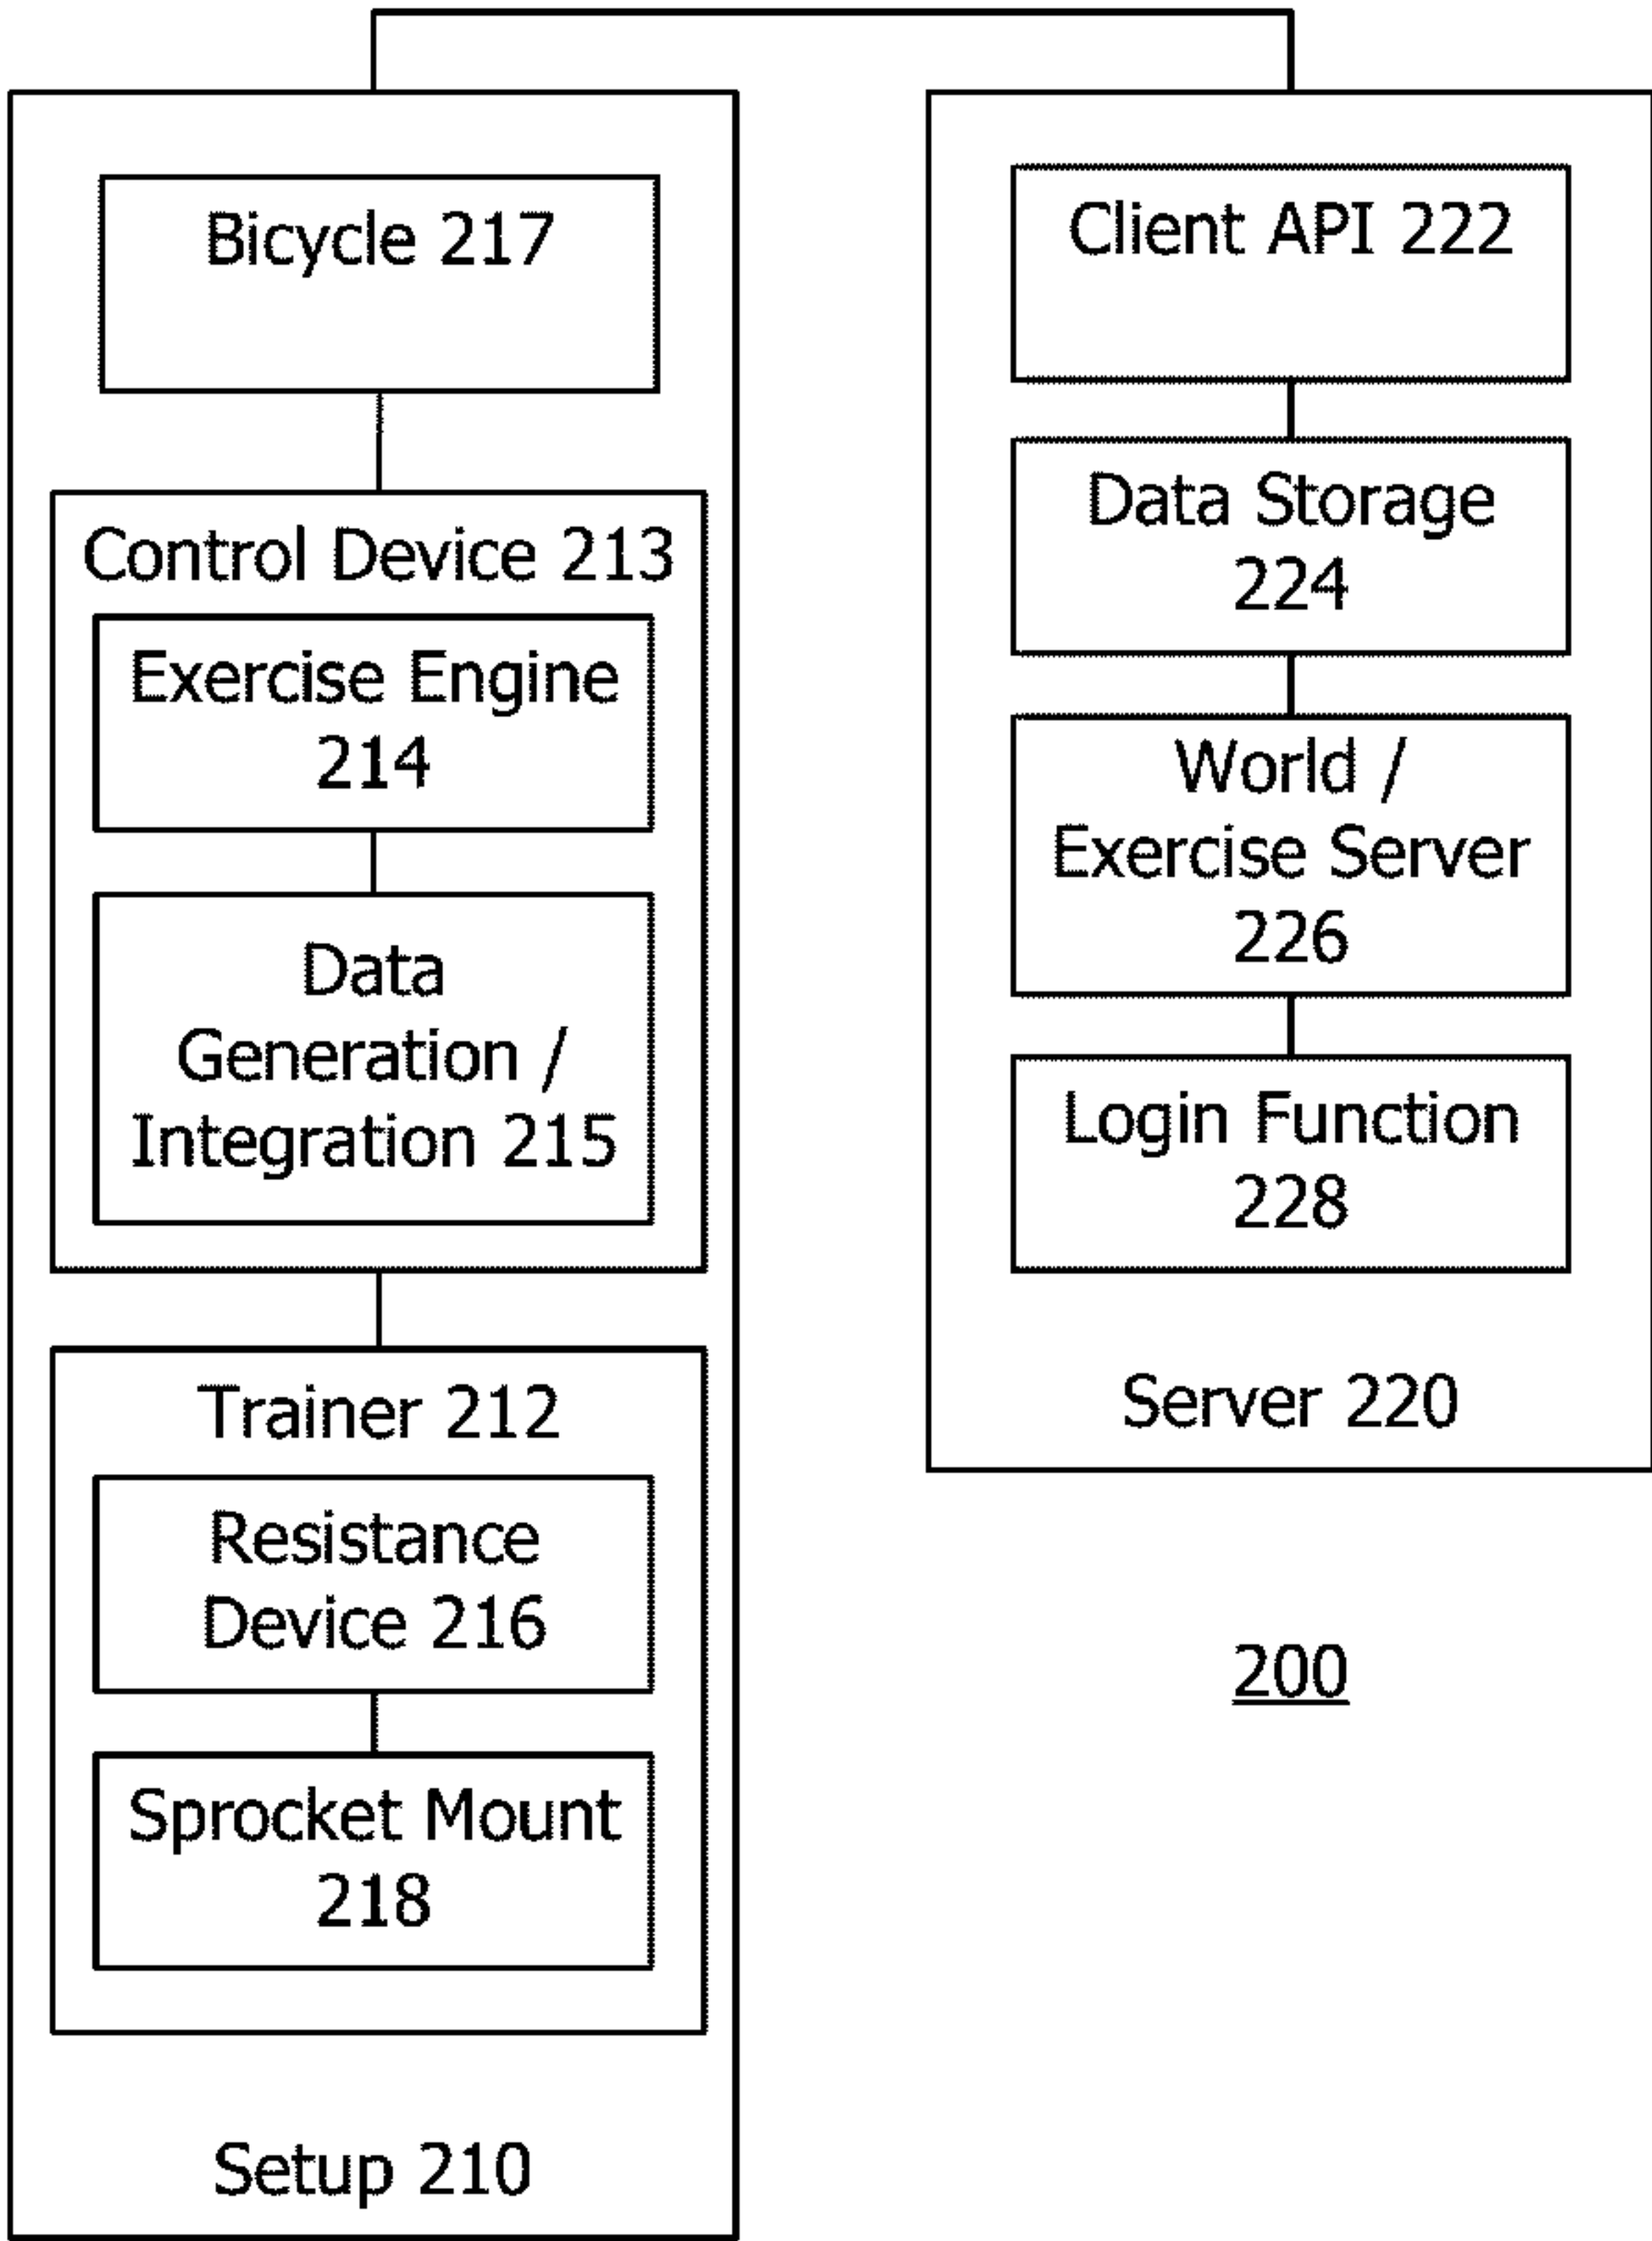 Bicycle 217
Control Device 213
Exercise Engine
214
Data
Generation /
Integration 215
Trainer 212
Resistance
Device 216
Sprocket Mount
218
Setup 210
Client API 222
Data Storage
224
World /
Exercise Server
226
Login Function
228
Server 220
200